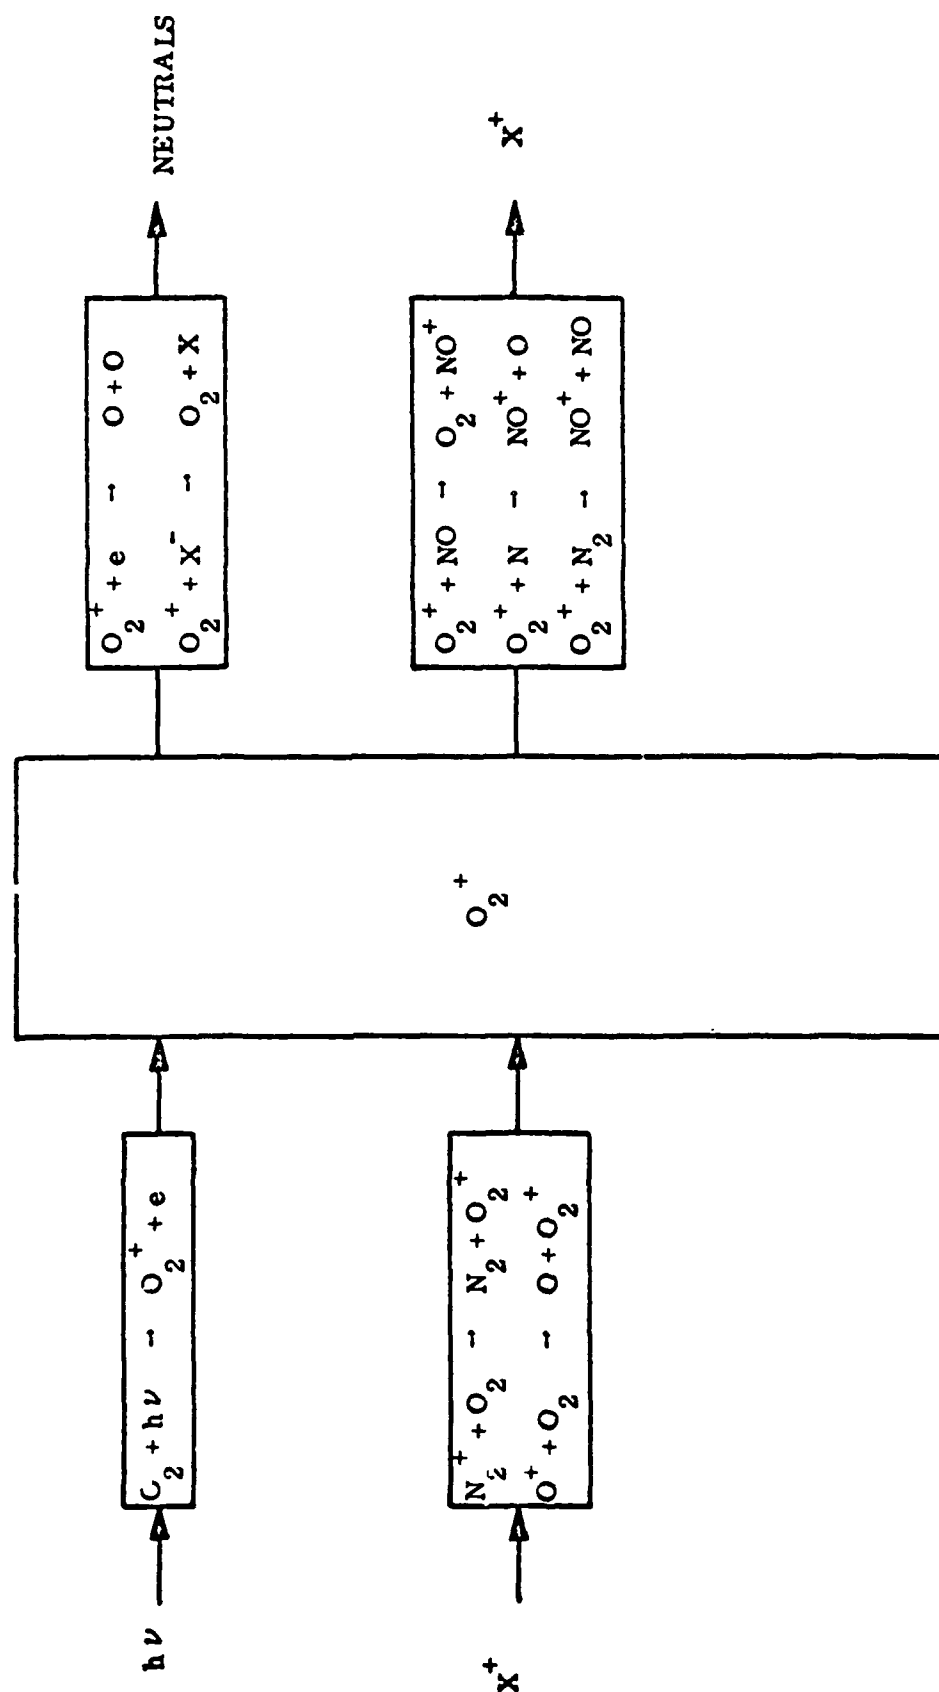 hν
O₂ + hν → O₂⁺ + e
O₂⁺
O₂⁺ + e → O + O
O₂⁺ + X⁻ → O₂ + X
NEUTRALS
X⁺
N₂⁺ + O₂ → N₂ + O₂⁺
O⁺ + O₂ → O + O₂⁺
O₂⁺ + NO → O₂ + NO⁺
O₂⁺ + N → NO⁺ + O
O₂⁺ + N₂ → NO⁺ + NO
X⁺